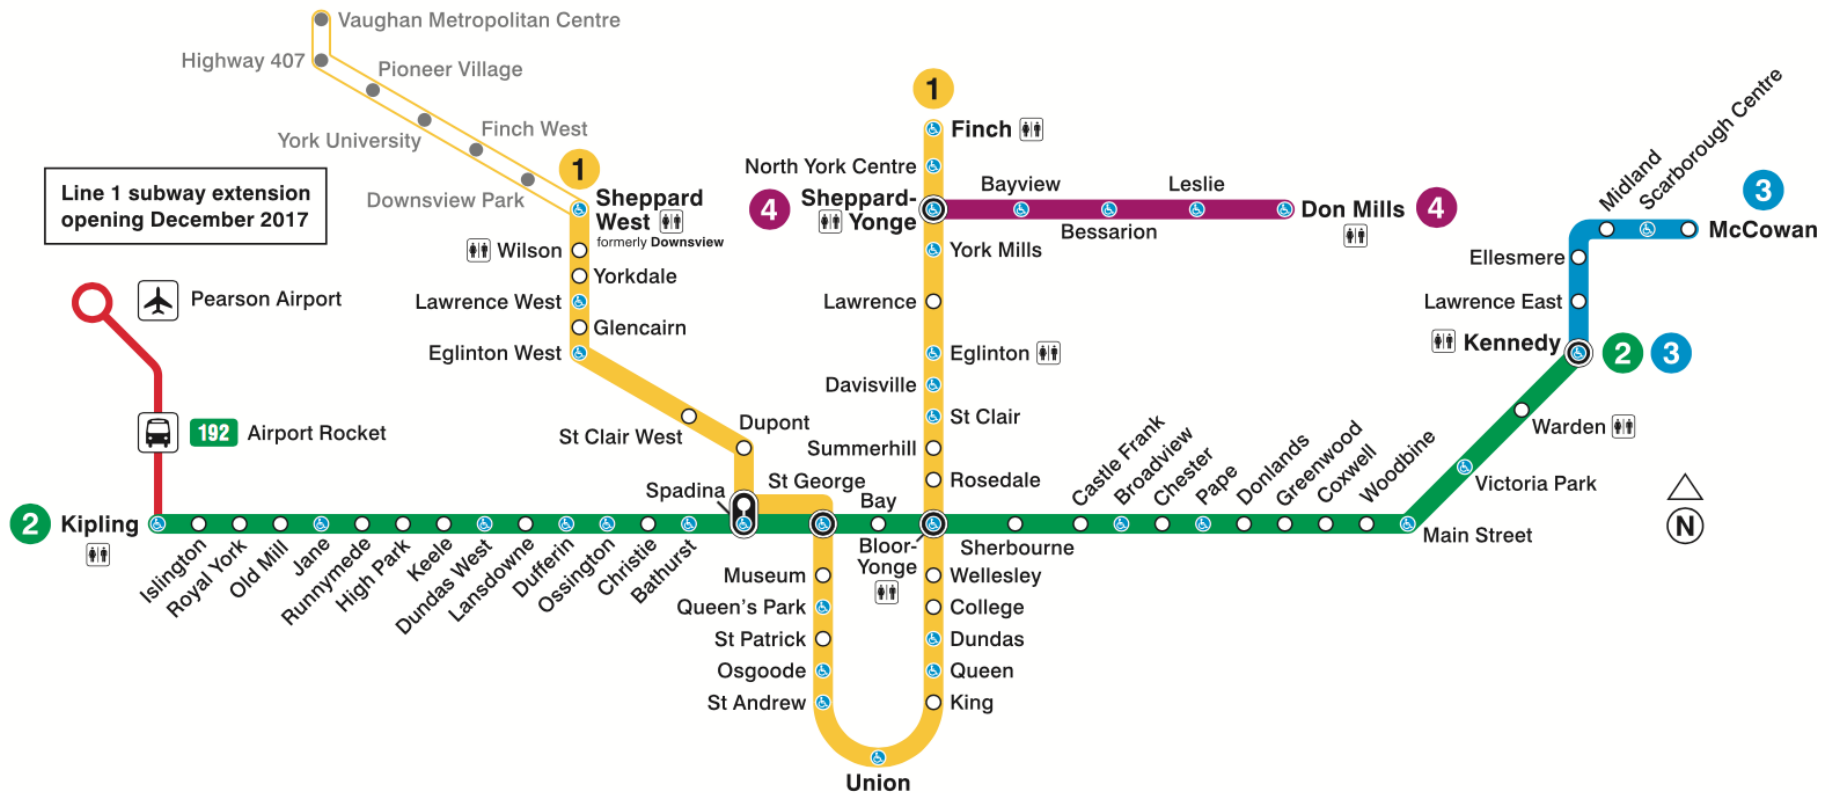 Vaughan Metropolitan Centre
Highway 407
Pioneer Village
York University
Finch West
Downsview Park
Line 1 subway extension
opening December 2017
1
Sheppard
West
formerly Downsview
Wilson
Yorkdale
Lawrence West
Glencairn
Eglinton West
St Clair West
Dupont
Spadina
St George
Museum
Queen's Park
St Patrick
Osgoode
St Andrew
Union
1
Finch
North York Centre
4
Sheppard-
Yonge
Bayview
Bessarion
Leslie
Don Mills
4
York Mills
Lawrence
Eglinton
Davisville
St Clair
Summerhill
Rosedale
Bay
Bloor-
Yonge
Wellesley
College
Dundas
Queen
King
Pearson Airport
192
Airport Rocket
2
Kipling
Islington
Royal York
Old Mill
Jane
Runnymede
High Park
Keele
Dundas West
Lansdowne
Dufferin
Ossington
Christie
Bathurst
Sherbourne
Castle Frank
Broadview
Chester
Pape
Donlands
Greenwood
Coxwell
Woodbine
Main Street
Victoria Park
Warden
Kennedy
2
3
Lawrence East
Ellesmere
Midland
Scarborough Centre
McCowan
3
N